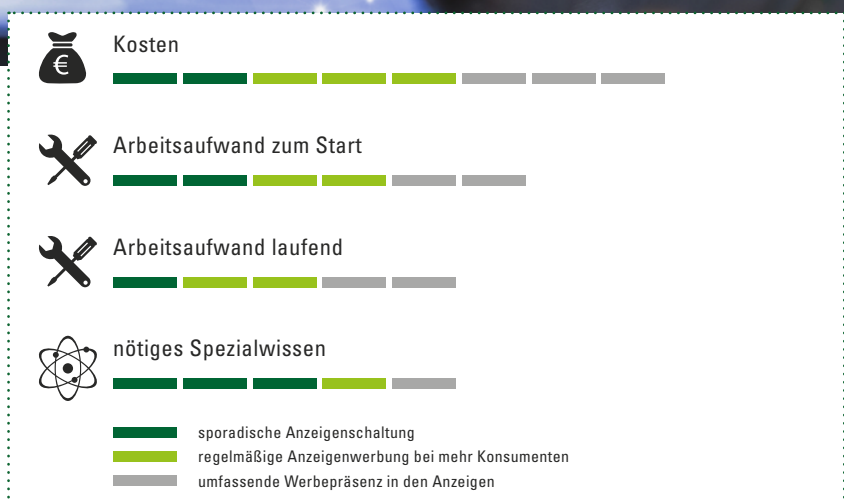 €
Kosten
Arbeitsaufwand zum Start
Arbeitsaufwand laufend
nötiges Spezialwissen
sporadische Anzeigenschaltung
regelmäßige Anzeigenwerbung bei mehr Konsumenten
umfassende Werbepräsenz in den Anzeigen